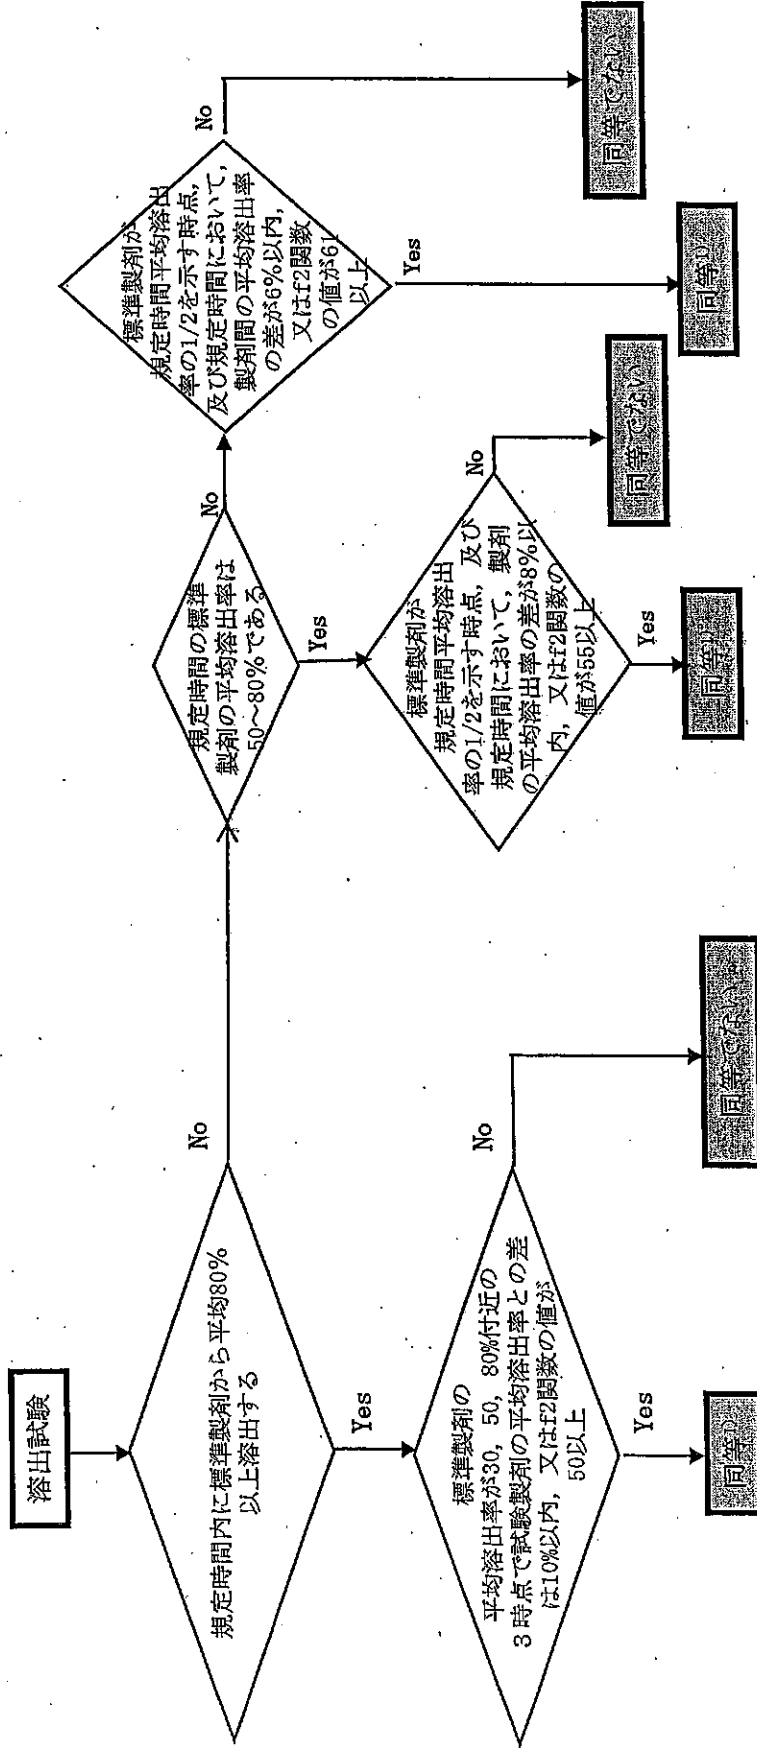 溶出試験
規定時間内に標準製剤から平均80%
以上溶出する
No
Yes
標準製剤の
平均溶出率が30, 50, 80%付近の
3時点で試験製剤の平均溶出率との差
は10%以内, 又はf2関数の値が
50以上
No
同等でない
Yes
規定時間の標準
製剤の平均溶出率は
50～80%である
No
Yes
標準製剤が
規定時間平均溶出
率の1/2を示す時点, 及び
規定時間において, 製剤
の平均溶出率の差が8%以
内, 又はf2関数の
値が55以上
No
同等でない
Yes
標準製剤が
規定時間平均溶出
率の1/2を示す時点,
及び規定時間において,
製剤間の平均溶出率
の差が6%以内,
又はf2関数
の値が61
以上
No
同等でない
Yes